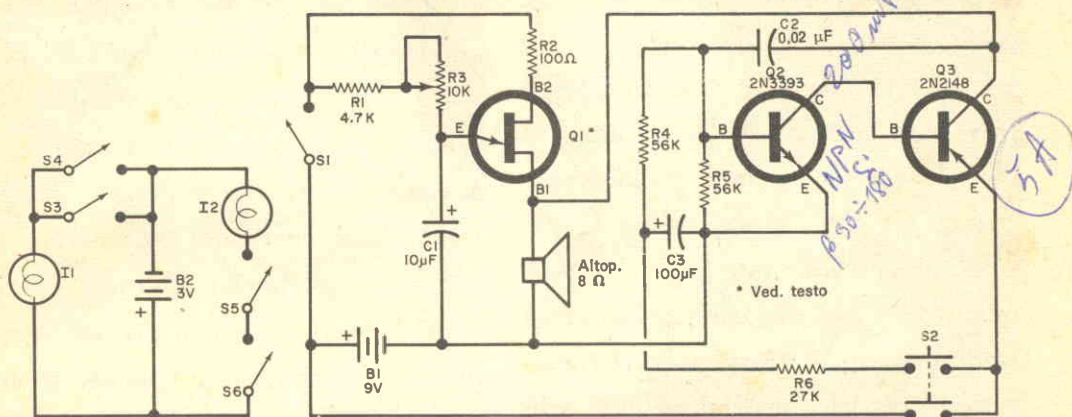 S4
S3
I1
B2
3V
+
I2
S5
S6
S1
R1
4.7K
R3
10K
R2
100Ω
B2
E
Q1*
B1
+
C1
10µF
Altop.
8 Ω
+
B1
9V
C2
0,02 µF
R4
56K
R5
56K
+
C3
100µF
Q2
2N3393
B
C
E
Q3
2N2148
B
C
E
* Ved. testo
R6
27K
S2
NPN
Si
β 90÷180
5A